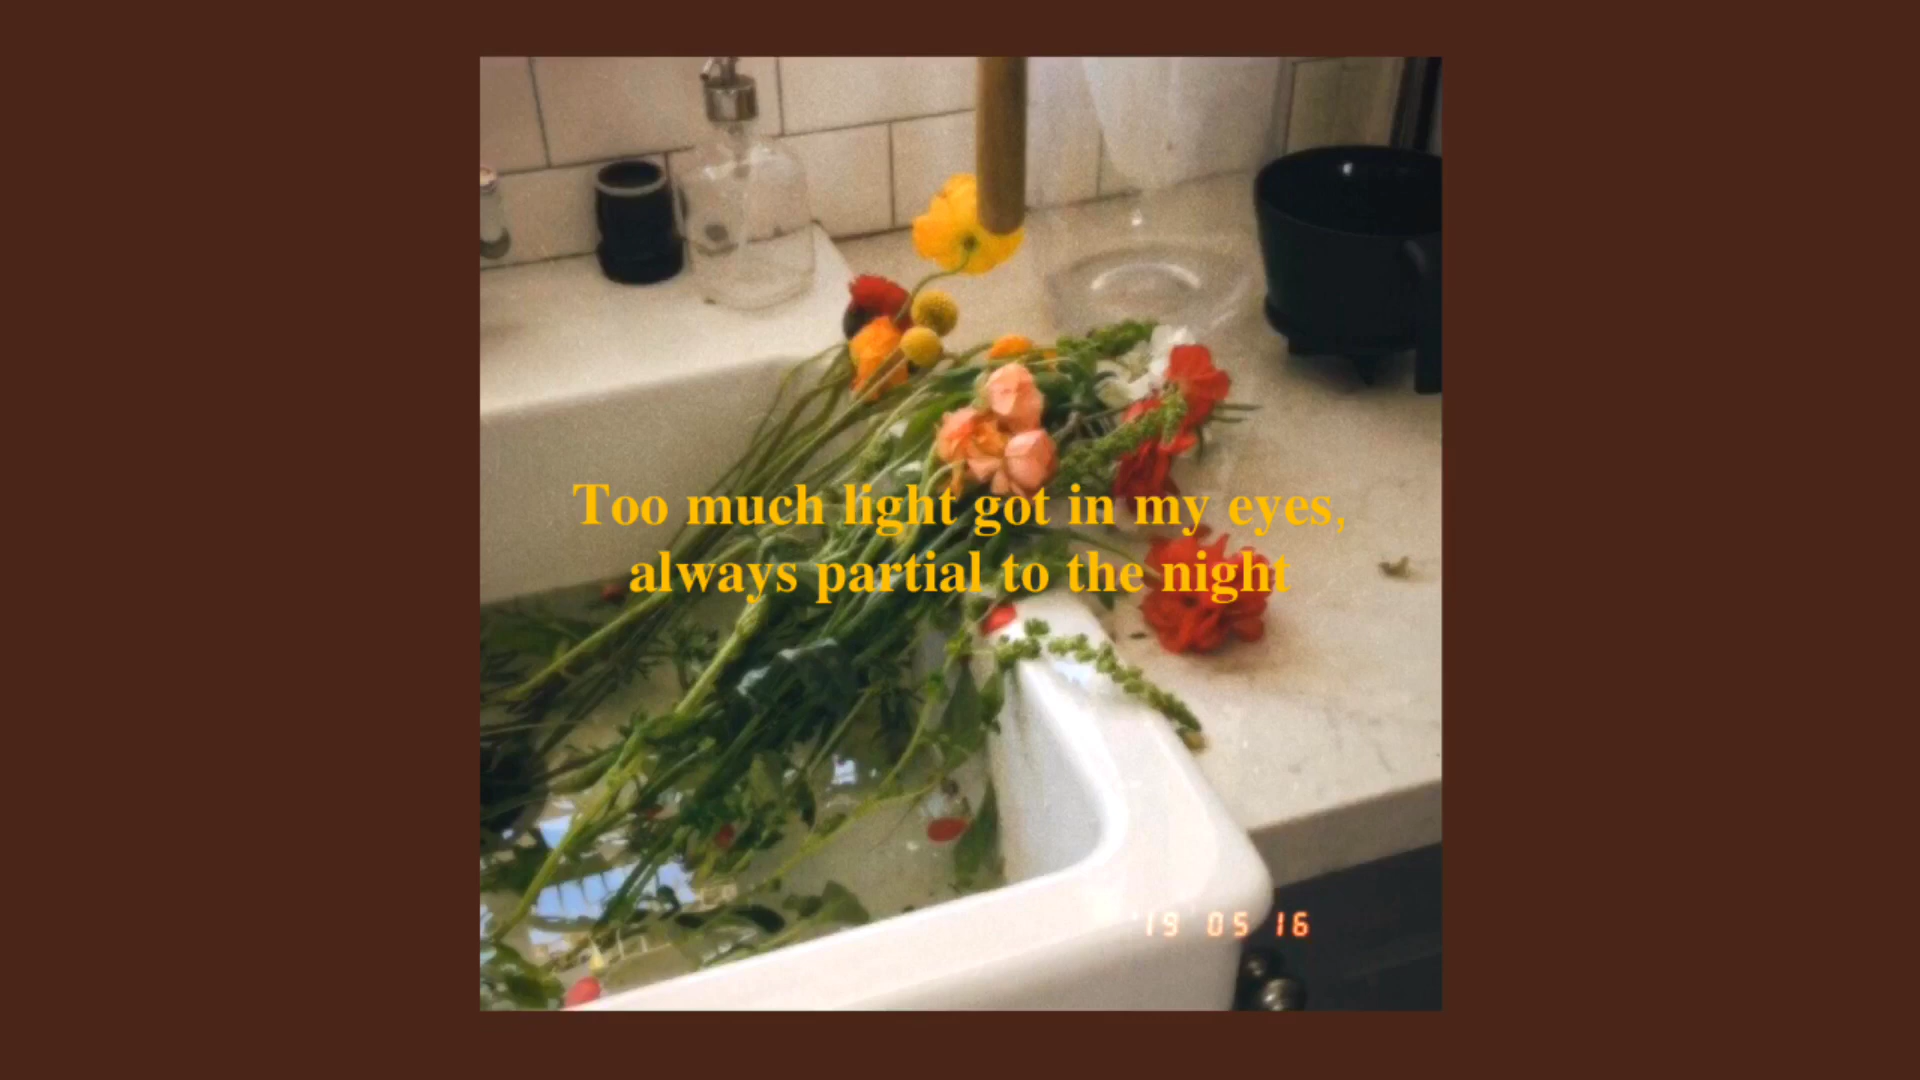 Too much light got in my eyes,
always partial to the night
'19 05 16